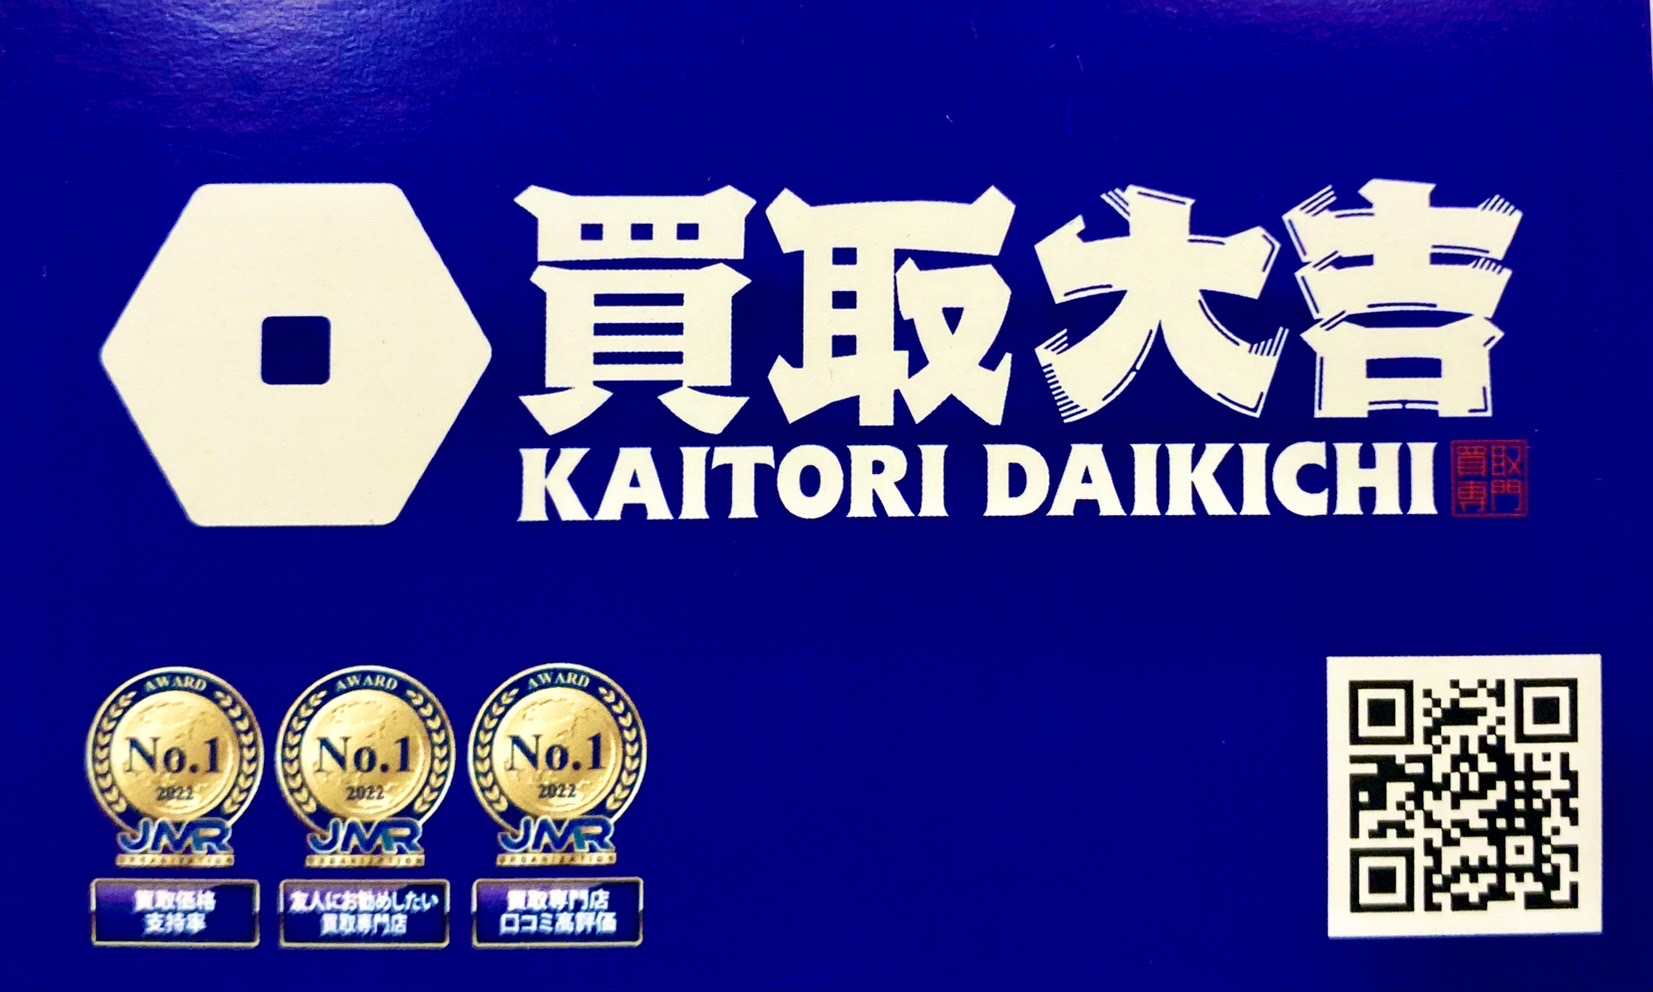 買取大吉
KAITORI DAIKICHI
買取
専門
AWARD
No.1
2022
JMR
ORGANIZATION
買取価格
支持率
AWARD
No.1
2022
JMR
ORGANIZATION
友人にお勧めしたい
買取専門店
AWARD
No.1
2022
JMR
ORGANIZATION
買取専門店
口コミ高評価